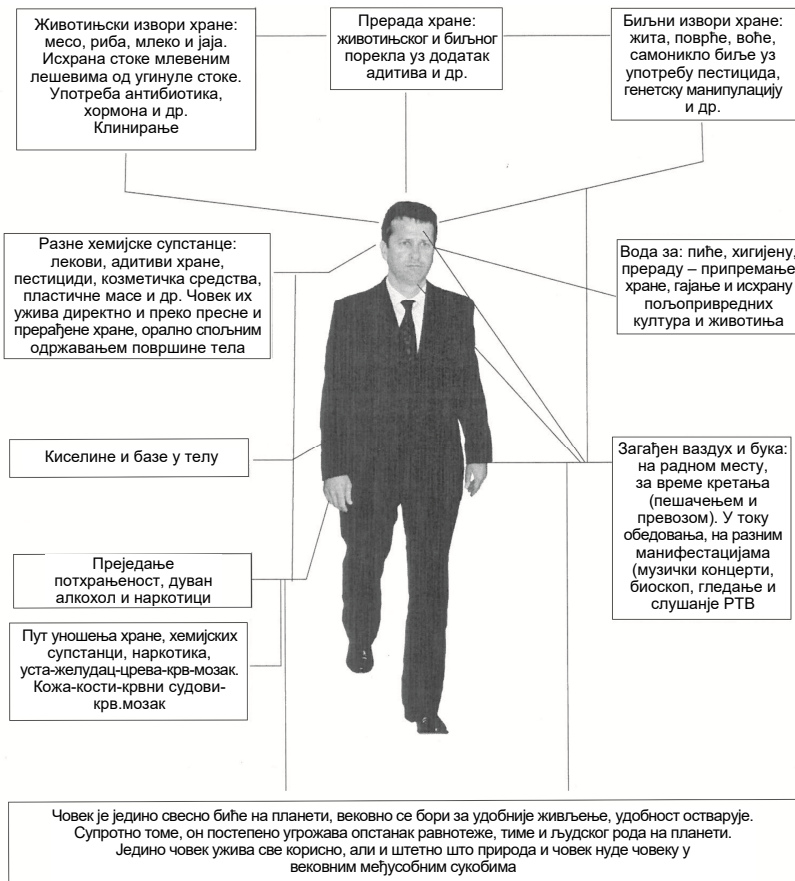 Животињски извори хране:
месо, риба, млеко и јаја.
Исхрана стоке млевеним
лешевима од угинуле стоке.
Употреба антибиотика,
хормона и др.
Клинирање
Прерада хране:
животињског и биљног
порекла уз додатак
адитива и др.
Биљни извори хране:
жита, поврће, воће,
самоникло биље уз
употребу пестицида,
генетску манипулацију
и др.
Разне хемијске супстанце:
лекови, адитиви хране,
пестициди, козметичка средства,
пластичне масе и др. Човек их
ужива директно и преко пресне и
прерађене хране, орално спољним
одржавањем површине тела
Вода за: пиће, хигијену,
прераду – припремање
хране, гајање и исхрану
пољопривредних
култура и животиња
Киселине и базе у телу
Загађен ваздух и бука:
на радном месту,
за време кретања
(пешачењем и
превозом). У току
обедовања, на разним
манифестацијама
(музички концерти,
биоскоп, гледање и
слушанје РТВ
Преједање
потхрањеност, дуван
алкохол и наркотици
Пут уношења хране, хемијских
супстанци, наркотика,
уста-желудац-црева-крв-мозак.
Кожа-кости-крвни судови-
крв.мозак
Човек је једино свесно биће на планети, вековно се бори за удобније живљење, удобност остварује.
Супротно томе, он постепено угрожава опстанак равнотеже, тиме и људског рода на планети.
Једино човек ужива све корисно, али и штетно што природа и човек нуде човеку у
вековним међусобним сукобима